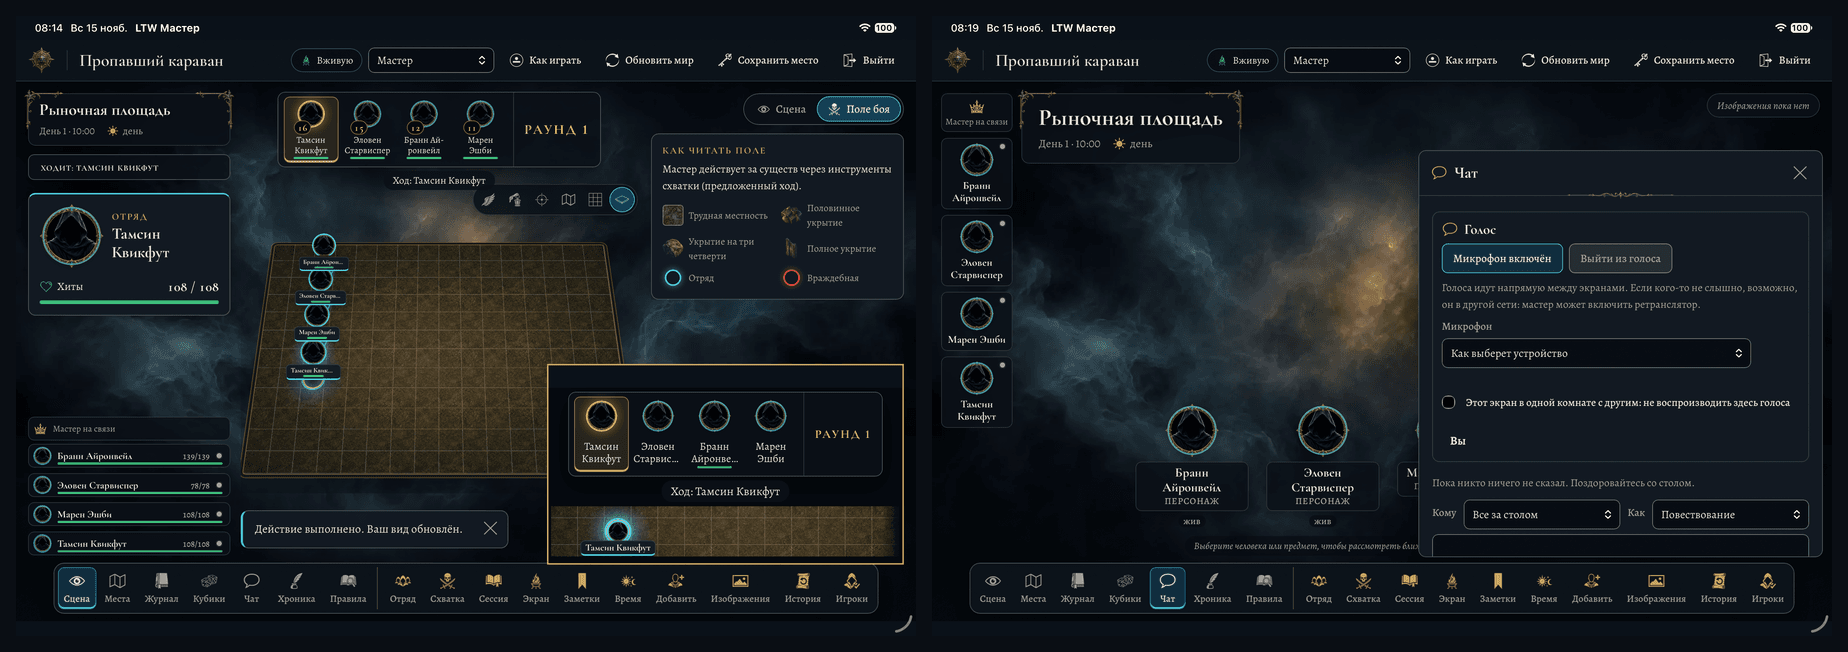 08:14 Вс 15 нояб. LTW Мастер
100
Пропавший караван
Вживую
Мастер
Как играть
Обновить мир
Сохранить место
Выйти
Рыночная площадь
День 1 · 10:00 день
ХОДИТ: ТАМСИН КВИКФУТ
ОТРЯД
Тамсин
Квикфут
Хиты 108 / 108
16
Тамсин
Квикфут
15
Эловен
Старвиспер
12
Бранн Ай-
ронвейл
11
Марен
Эшби
РАУНД 1
Ход: Тамсин Квикфут
Сцена
Поле боя
КАК ЧИТАТЬ ПОЛЕ
Мастер действует за существ через инструменты
схватки (предложенный ход).
Трудная местность
Половинное
укрытие
Укрытие на три
четверти
Полное укрытие
Отряд
Враждебная
Бранн Айрон...
Эловен Старв...
Марен Эшби
Тамсин Квик...
Мастер на связи
Бранн Айронвейл 139/139
Эловен Старвиспер 78/78
Марен Эшби 108/108
Тамсин Квикфут 108/108
Действие выполнено. Ваш вид обновлён.
Тамсин
Квикфут
Эловен
Старвис...
Бранн
Айронве...
Марен
Эшби
РАУНД 1
Ход: Тамсин Квикфут
Тамсин Квикфут
Сцена
Места
Журнал
Кубики
Чат
Хроника
Правила
Отряд
Схватка
Сессия
Экран
Заметки
Время
Добавить
Изображения
История
Игроки
08:19 Вс 15 нояб. LTW Мастер
100
Пропавший караван
Вживую
Мастер
Как играть
Обновить мир
Сохранить место
Выйти
Мастер на связи
Бранн
Айронвейл
Эловен
Старвиспер
Марен Эшби
Тамсин
Квикфут
Рыночная площадь
День 1 · 10:00 день
Изображения пока нет
Бранн
Айронвейл
ПЕРСОНАЖ
жив
Эловен
Старвиспер
ПЕРСОНАЖ
жив
М
П
Выберите человека или предмет, чтобы рассмотреть ближ
Чат
Голос
Микрофон включён
Выйти из голоса
Голоса идут напрямую между экранами. Если кого-то не слышно, возможно,
он в другой сети: мастер может включить ретранслятор.
Микрофон
Как выберет устройство
Этот экран в одной комнате с другим: не воспроизводить здесь голоса
Вы
Пока никто ничего не сказал. Поздоровайтесь со столом.
Кому
Все за столом
Как
Повествование
Сцена
Места
Журнал
Кубики
Чат
Хроника
Правила
Отряд
Схватка
Сессия
Экран
Заметки
Время
Добавить
Изображения
История
Игроки